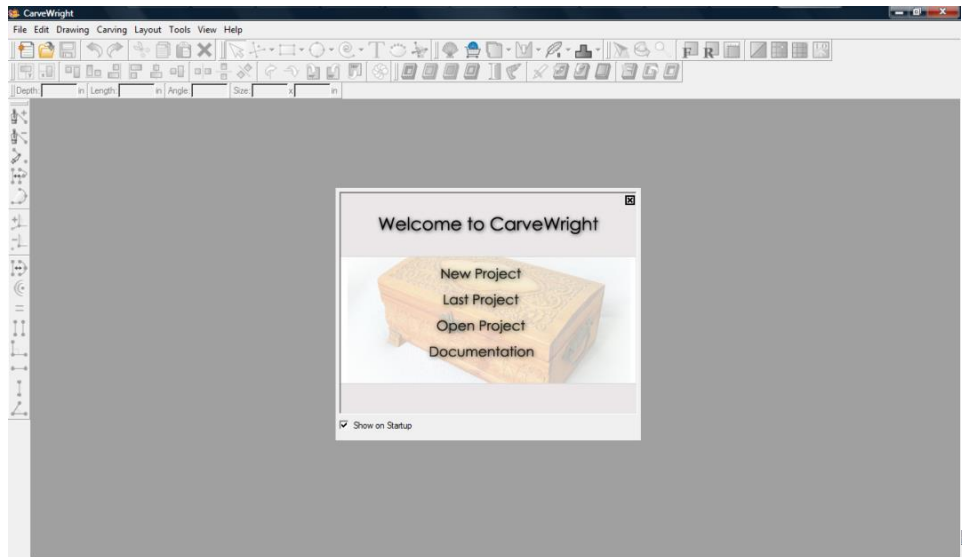 CarveWright
File Edit Drawing Carving Layout Tools View Help
Depth: in Length: in Angle: Size: x in
Welcome to CarveWright
New Project
Last Project
Open Project
Documentation
Show on Startup